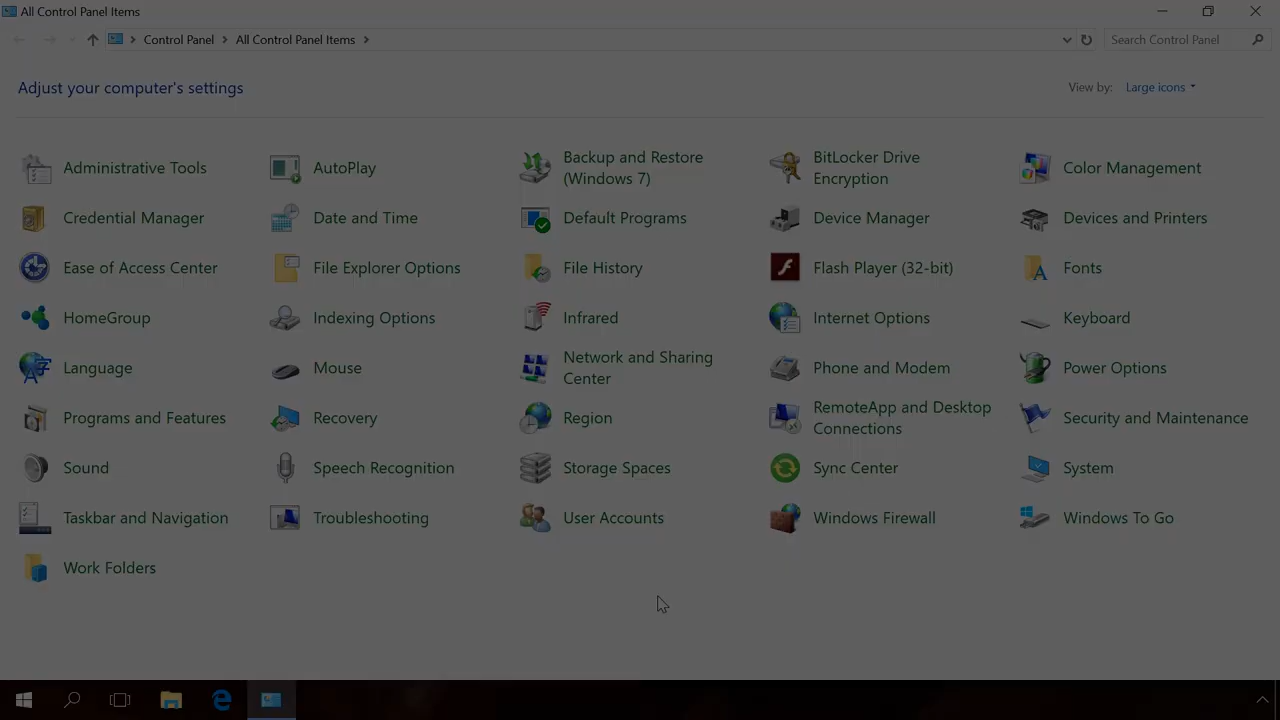 All Control Panel Items
Control Panel
All Control Panel Items
Search Control Panel
Adjust your computer's settings
View by:
Large icons
Administrative Tools
AutoPlay
Backup and Restore
(Windows 7)
BitLocker Drive
Encryption
Color Management
Credential Manager
Date and Time
Default Programs
Device Manager
Devices and Printers
Ease of Access Center
File Explorer Options
File History
Flash Player (32-bit)
Fonts
HomeGroup
Indexing Options
Infrared
Internet Options
Keyboard
Language
Mouse
Network and Sharing
Center
Phone and Modem
Power Options
Programs and Features
Recovery
Region
RemoteApp and Desktop
Connections
Security and Maintenance
Sound
Speech Recognition
Storage Spaces
Sync Center
System
Taskbar and Navigation
Troubleshooting
User Accounts
Windows Firewall
Windows To Go
Work Folders